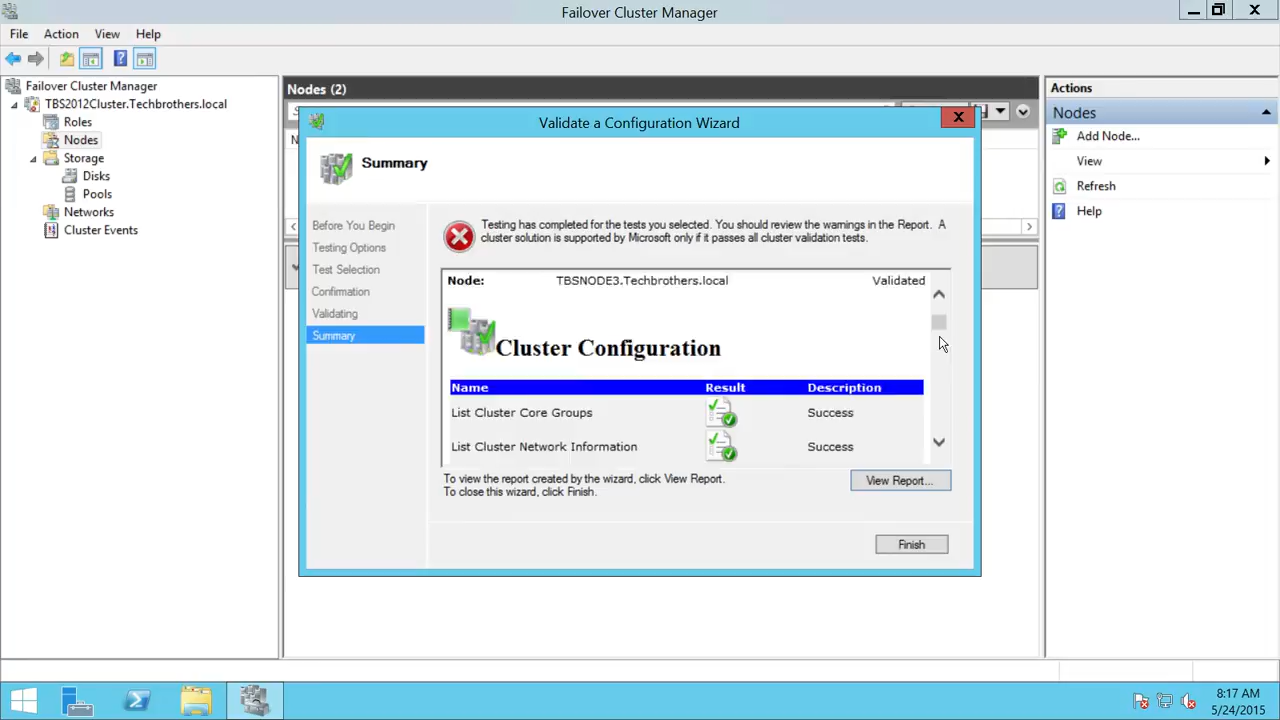 Failover Cluster Manager
File Action View Help
Failover Cluster Manager
TBS2012Cluster.Techbrothers.local
Roles
Nodes
Storage
Disks
Pools
Networks
Cluster Events
Nodes (2)
Validate a Configuration Wizard
Summary
Before You Begin
Testing Options
Test Selection
Confirmation
Validating
Summary
Testing has completed for the tests you selected. You should review the warnings in the Report. A
cluster solution is supported by Microsoft only if it passes all cluster validation tests.
Node: TBSNODE3.Techbrothers.local Validated
Cluster Configuration
Name Result Description
List Cluster Core Groups Success
List Cluster Network Information Success
To view the report created by the wizard, click View Report.
To close this wizard, click Finish.
View Report...
Finish
Actions
Nodes
Add Node...
View
Refresh
Help
8:17 AM
5/24/2015